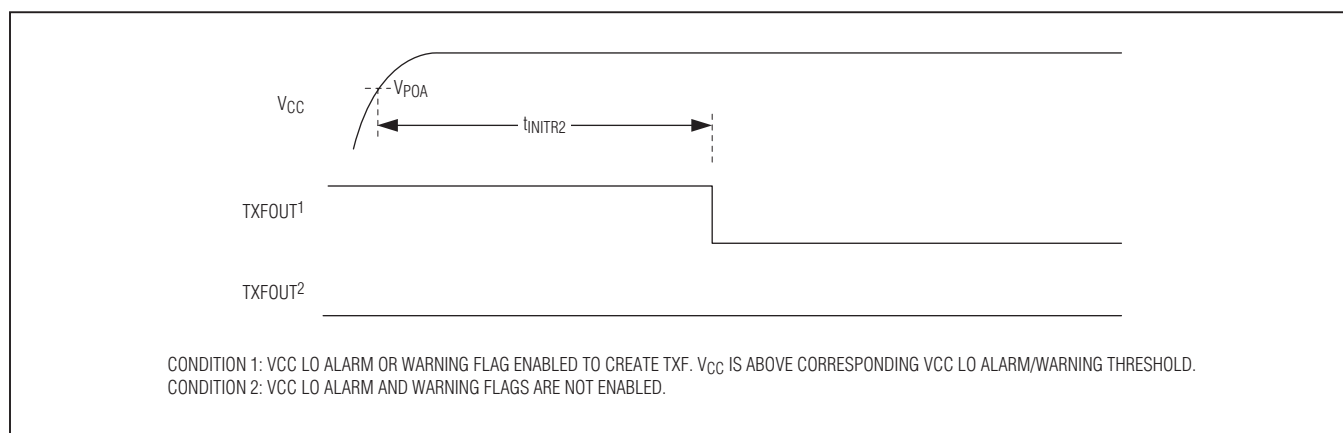 VCC
VPOA
tINITR2
TXFOUT1
TXFOUT2
CONDITION 1: VCC LO ALARM OR WARNING FLAG ENABLED TO CREATE TXF. VCC IS ABOVE CORRESPONDING VCC LO ALARM/WARNING THRESHOLD.
CONDITION 2: VCC LO ALARM AND WARNING FLAGS ARE NOT ENABLED.